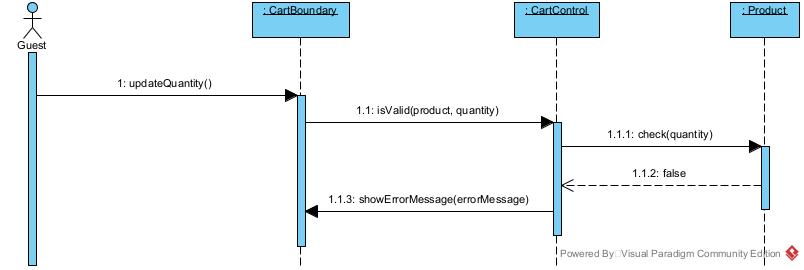 : CartBoundary
: CartControl
: Product
Guest
1: updateQuantity()
1.1: isValid(product, quantity)
1.1.1: check(quantity)
1.1.2: false
1.1.3: showErrorMessage(errorMessage)
Powered By Visual Paradigm Community Edition